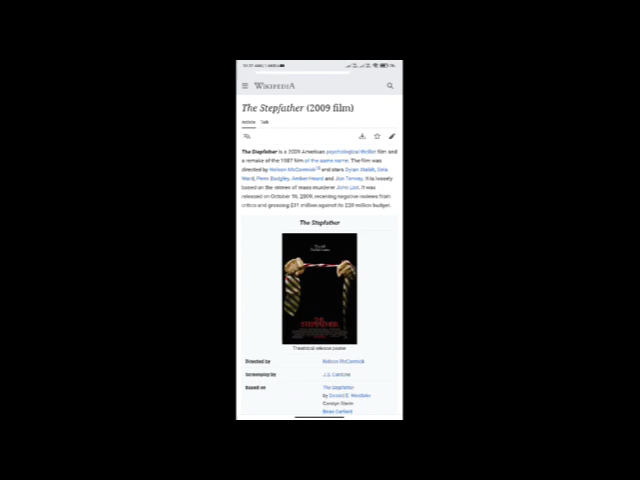 WIKIPEDIA
The Stepfather (2009 film)
Article Talk
The Stepfather is a 2009 American psychological thriller film and
a remake of the 1987 film of the same name. The film was
directed by Nelson McCormick and stars Dylan Walsh, Sela
Ward, Penn Badgley, Amber Heard and Jon Tenney. It is loosely
based on the crimes of mass murderer John List. It was
released on October 16, 2009, receiving negative reviews from
critics and grossing $31 million against its $20 million budget.
The Stepfather
THE
STEPFATHER
Theatrical release poster
Directed by Nelson McCormick
Screenplay by J.S. Cardone
Based on The Stepfather
by Donald E. Westlake
Carolyn Starin
Brian Garfield